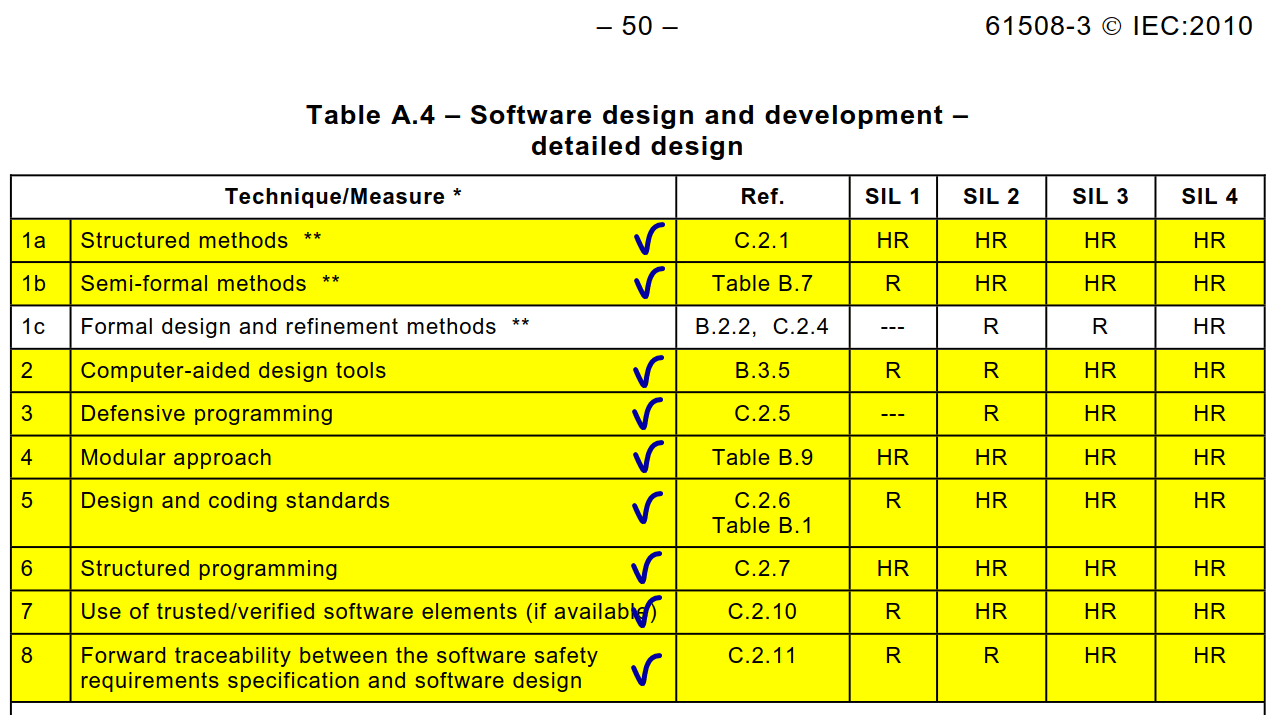 – 50 –
61508-3 © IEC:2010
Table A.4 – Software design and development –
detailed design
Technique/Measure * Ref. SIL 1 SIL 2 SIL 3 SIL 4
1a Structured methods ** C.2.1 HR HR HR HR
1b Semi-formal methods ** Table B.7 R HR HR HR
1c Formal design and refinement methods ** B.2.2, C.2.4 --- R R HR
2 Computer-aided design tools B.3.5 R R HR HR
3 Defensive programming C.2.5 --- R HR HR
4 Modular approach Table B.9 HR HR HR HR
5 Design and coding standards C.2.6 R HR HR HR
Table B.1
6 Structured programming C.2.7 HR HR HR HR
7 Use of trusted/verified software elements (if available) C.2.10 R HR HR HR
8 Forward traceability between the software safety C.2.11 R R HR HR
requirements specification and software design